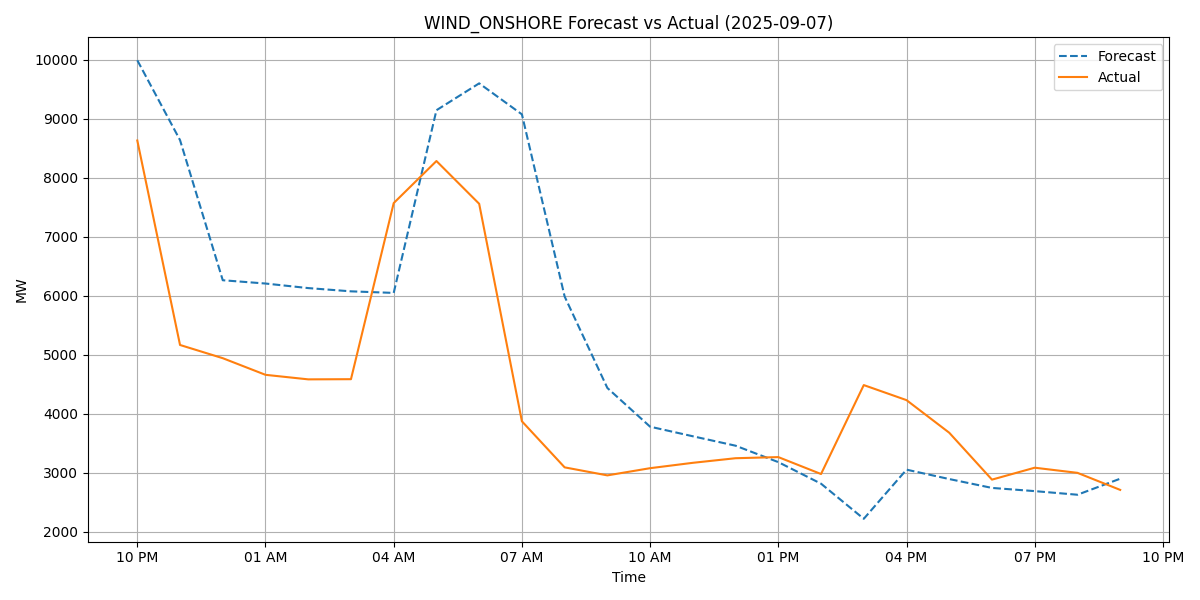 WIND_ONSHORE Forecast vs Actual (2025-09-07)
Forecast
Actual
10000
9000
8000
7000
6000
5000
4000
3000
2000
MW
10 PM 01 AM 04 AM 07 AM 10 AM 01 PM 04 PM 07 PM 10 PM
Time